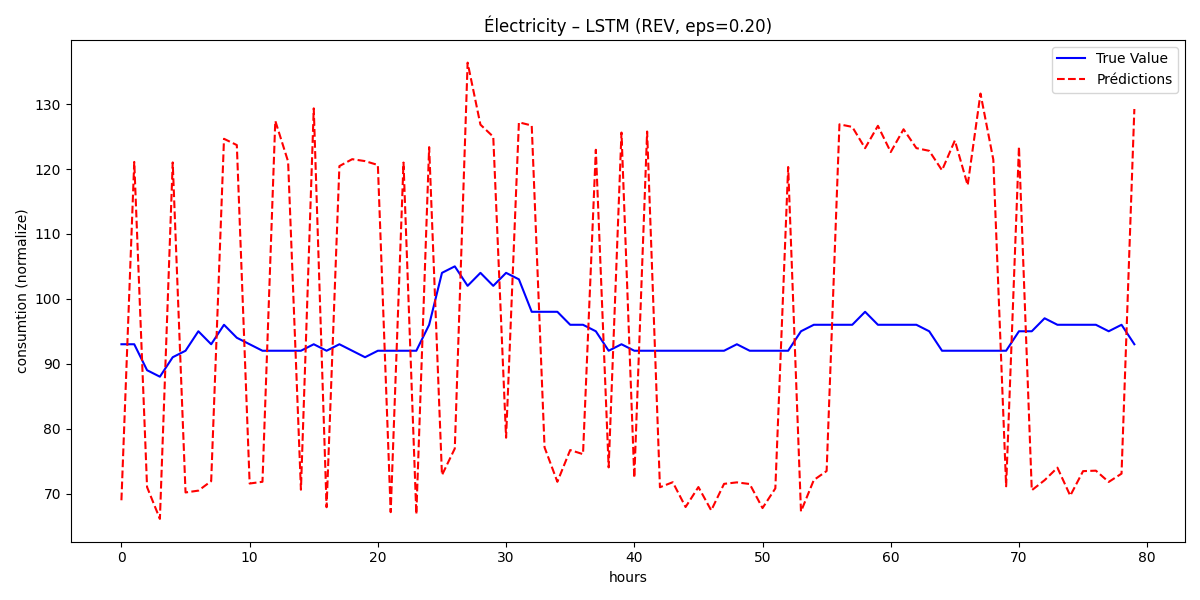 Électricity – LSTM (REV, eps=0.20)
True Value
Prédictions
consumtion (normalize)
130
120
110
100
90
80
70
0 10 20 30 40 50 60 70 80
hours